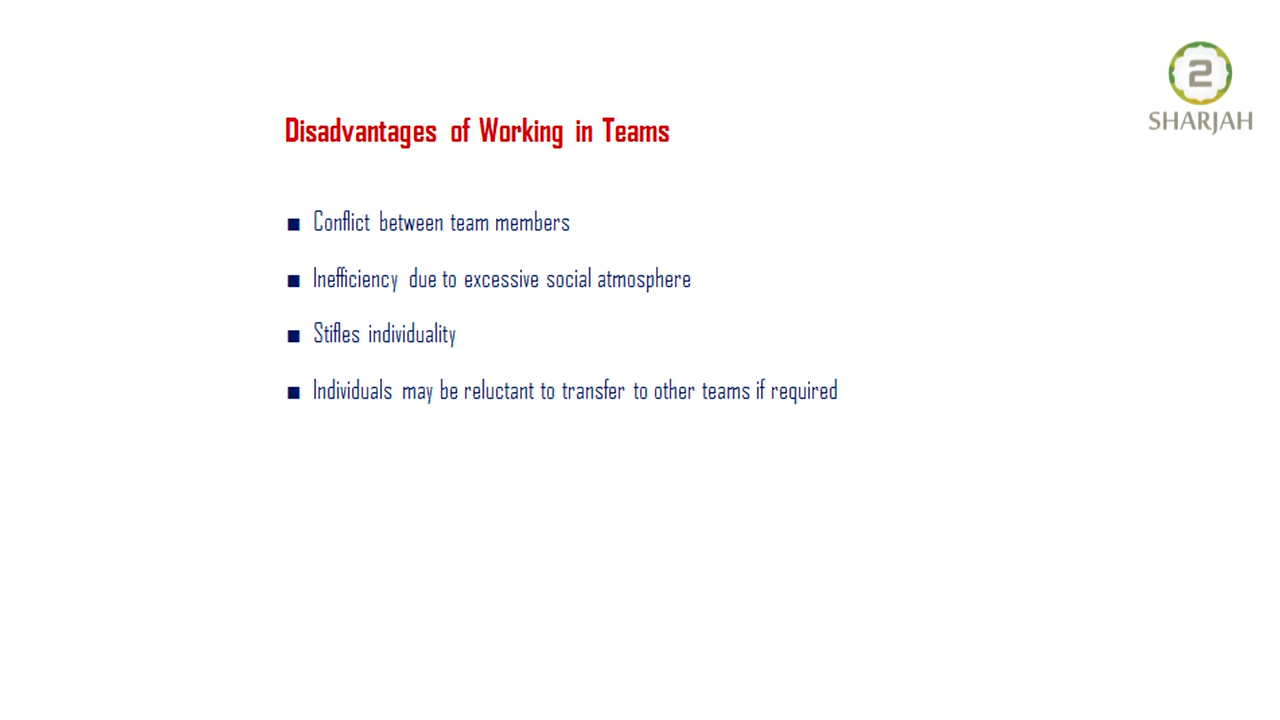 2
SHARJAH
Disadvantages of Working in Teams
■ Conflict between team members
■ Inefficiency due to excessive social atmosphere
■ Stifles individuality
■ Individuals may be reluctant to transfer to other teams if required